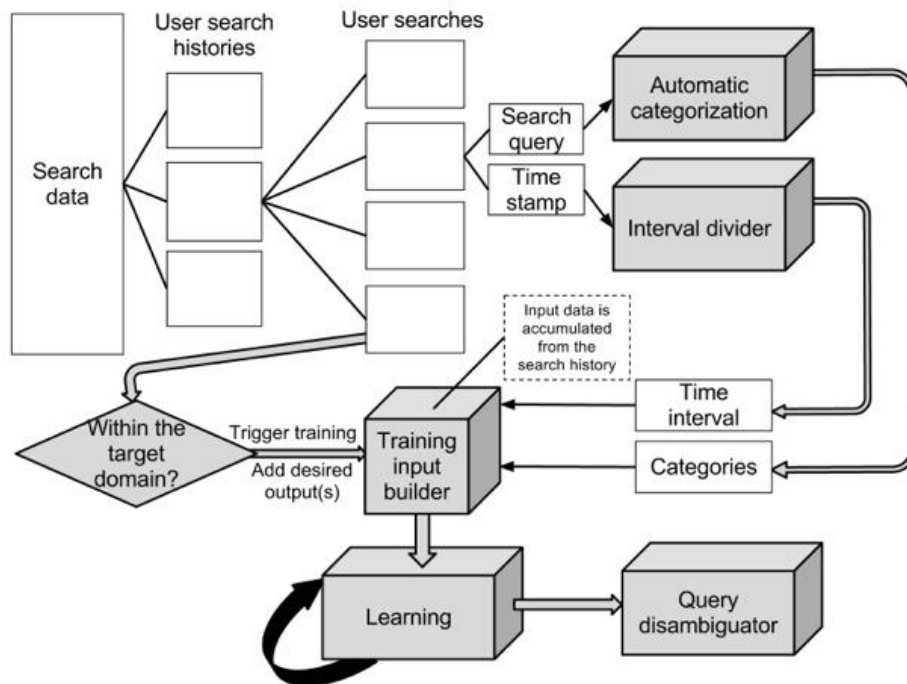 User search
histories
User searches
Search
data
Search
query
Time
stamp
Automatic
categorization
Interval divider
Input data is
accumulated
from the
search history
Time
interval
Categories
Within the
target
domain?
Trigger training
Add desired
output(s)
Training
input
builder
Learning
Query
disambiguator